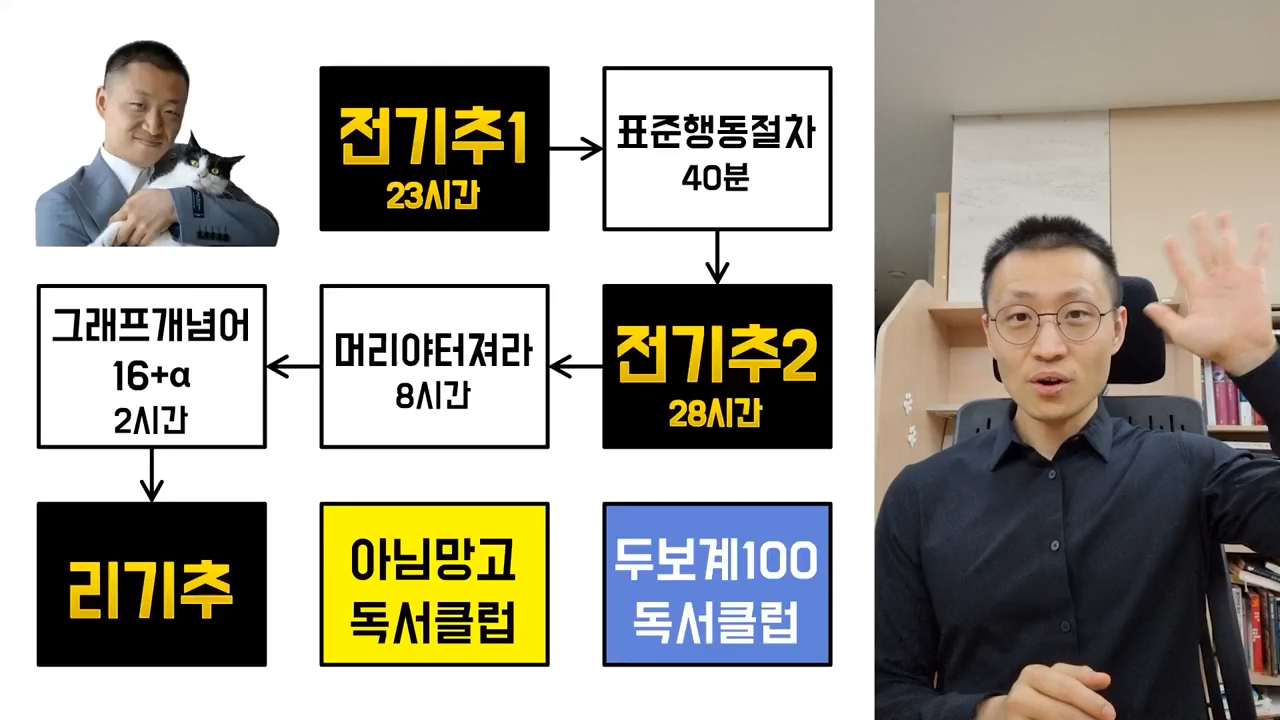 전기추1
23시간
표준행동절차
40분
전기추2
28시간
머리야터져라
8시간
그래프개념어
16+α
2시간
리기추
아님망고
독서클럽
두보계100
독서클럽